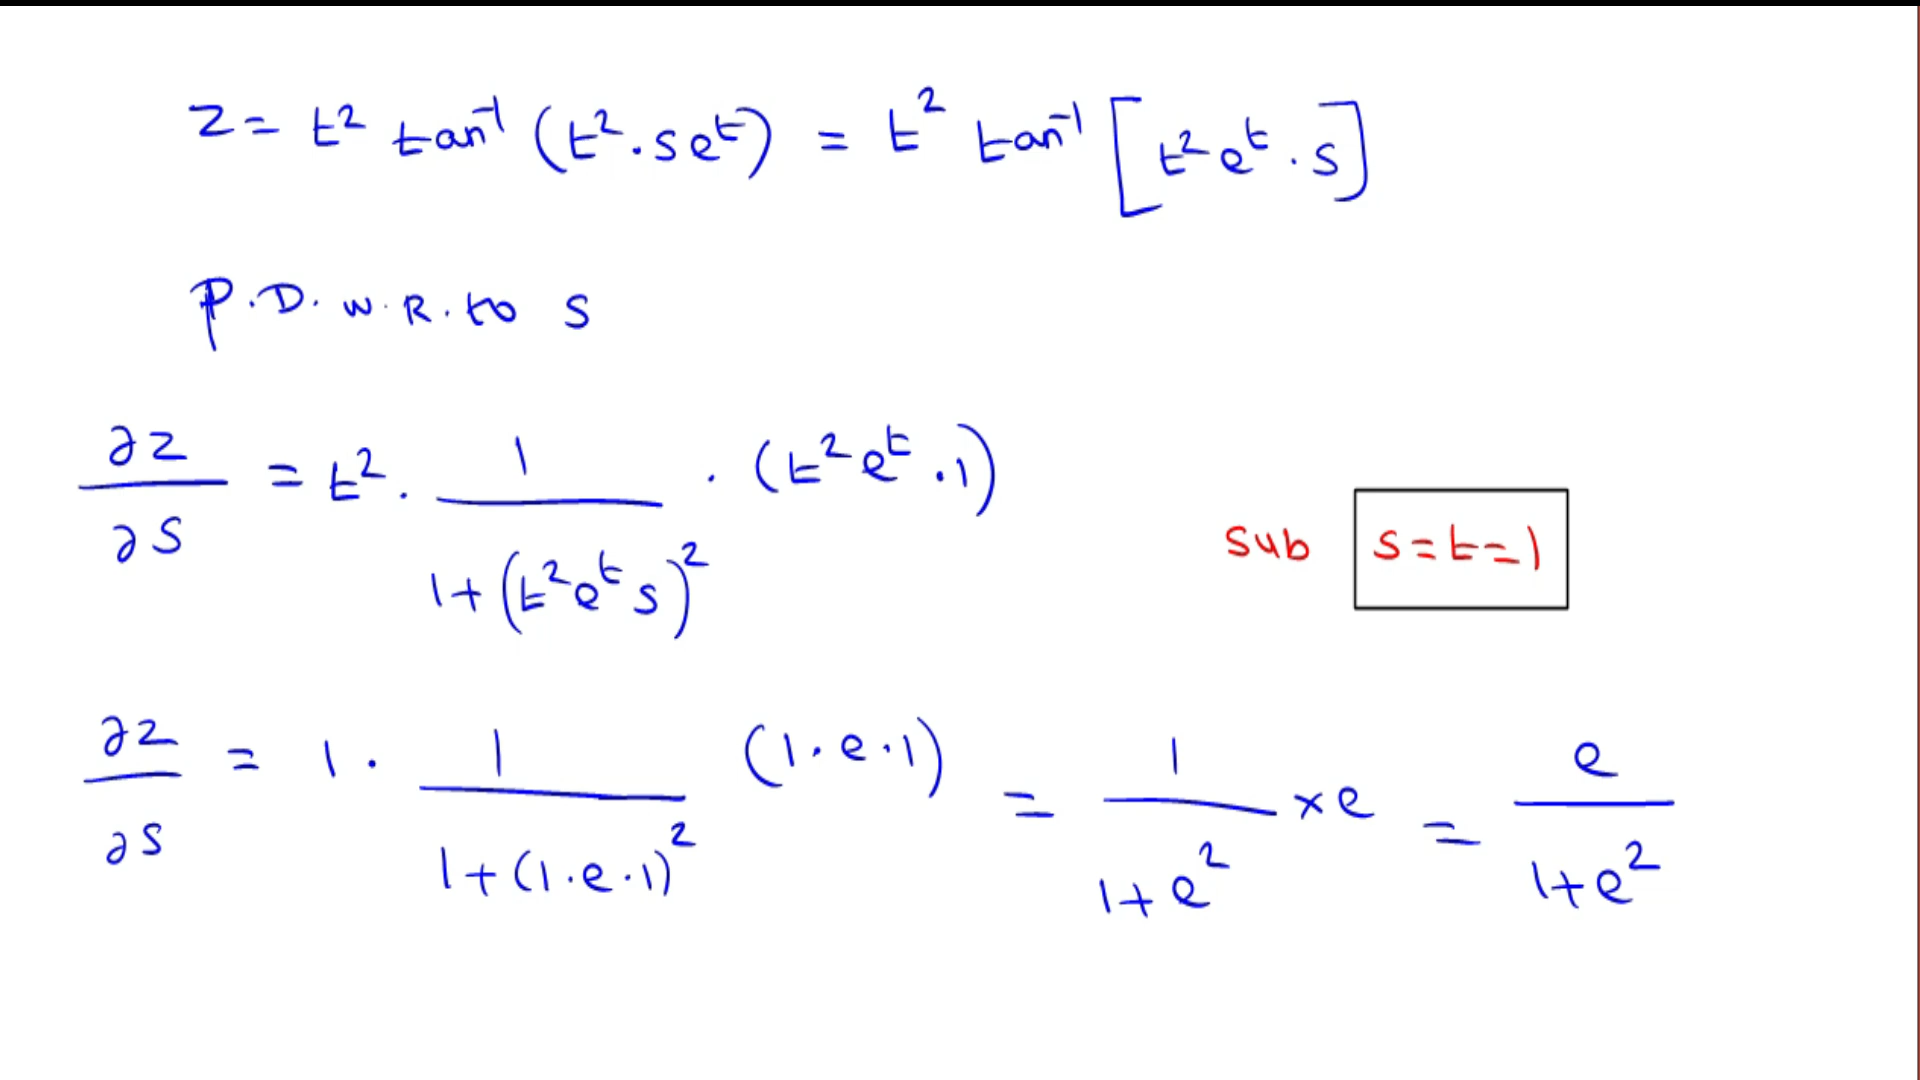 z = t² tan⁻¹ (t² · s eᵗ) = t² tan⁻¹ [t² eᵗ · s]
P.D. w.R. to s
∂z/∂s = t² · 1/(1+(t² eᵗ s)²) · (t² eᵗ · 1)
sub s = t = 1
∂z/∂s = 1 · 1/(1+(1·e·1)²) (1·e·1) = 1/(1+e²) × e = e/(1+e²)